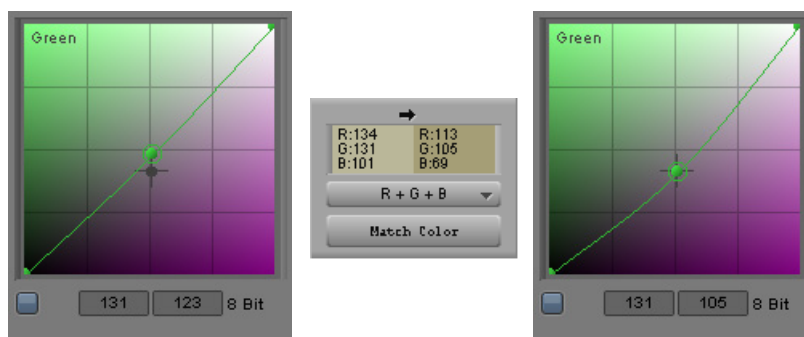 Green
131 123 8 Bit
R:134 R:113
G:131 G:105
B:101 B:69
R + G + B
Match Color
Green
131 105 8 Bit